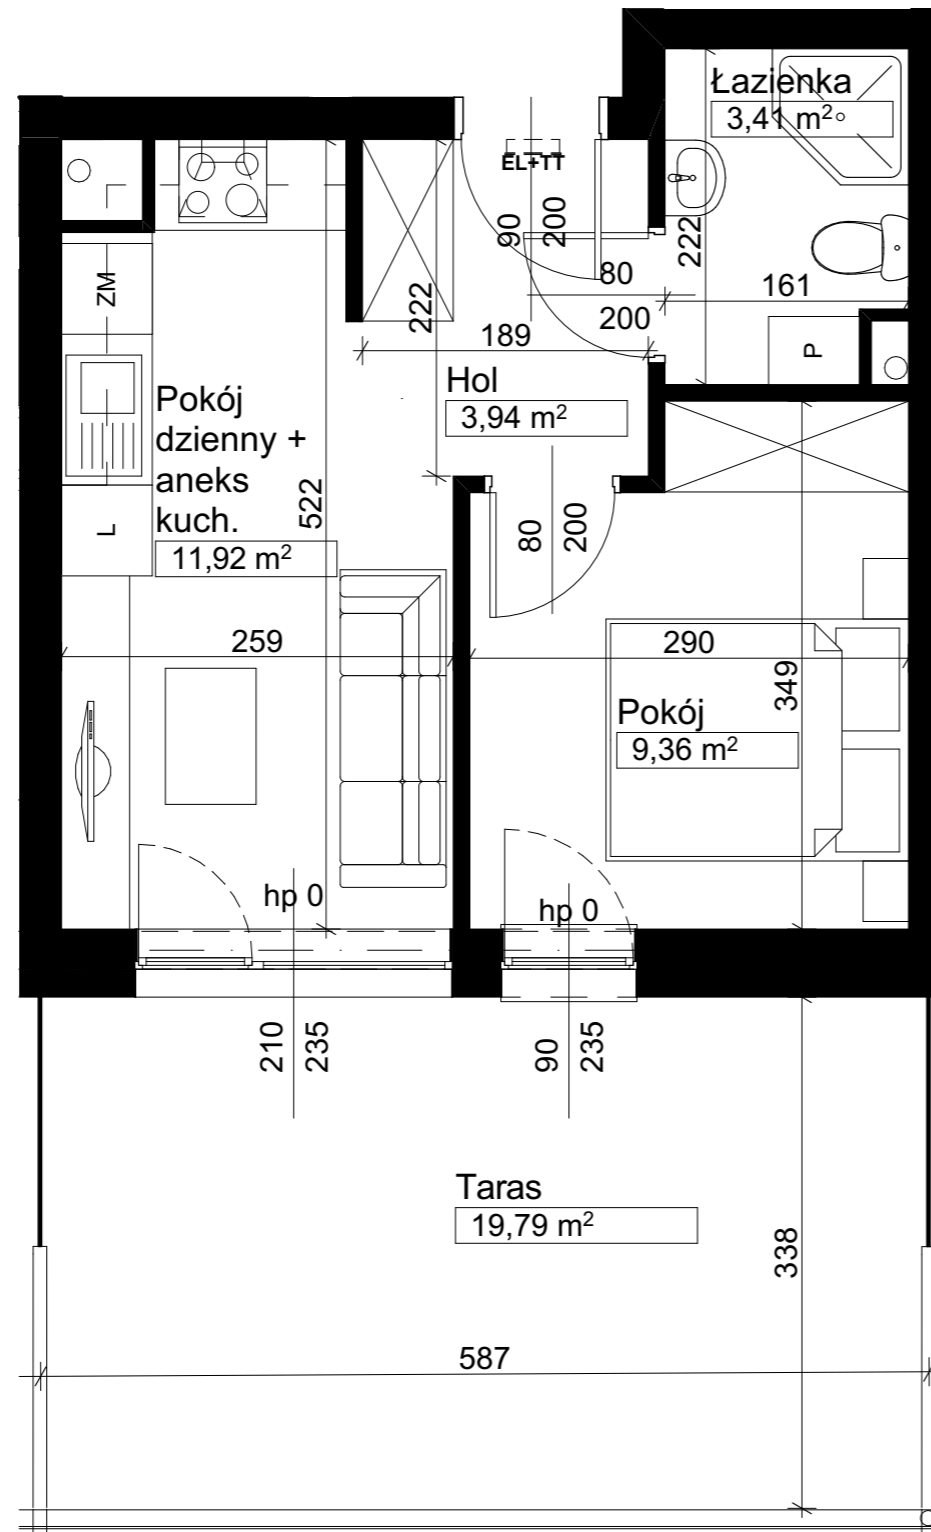 Łazienka
3,41 m²
EL+TT
90
200
222
80
200
161
P
ZM
222
189
Hol
3,94 m²
Pokój
dzienny +
aneks
kuch.
11,92 m²
522
L
80
200
259
290
349
Pokój
9,36 m²
hp 0
hp 0
210
235
90
235
Taras
19,79 m²
338
587